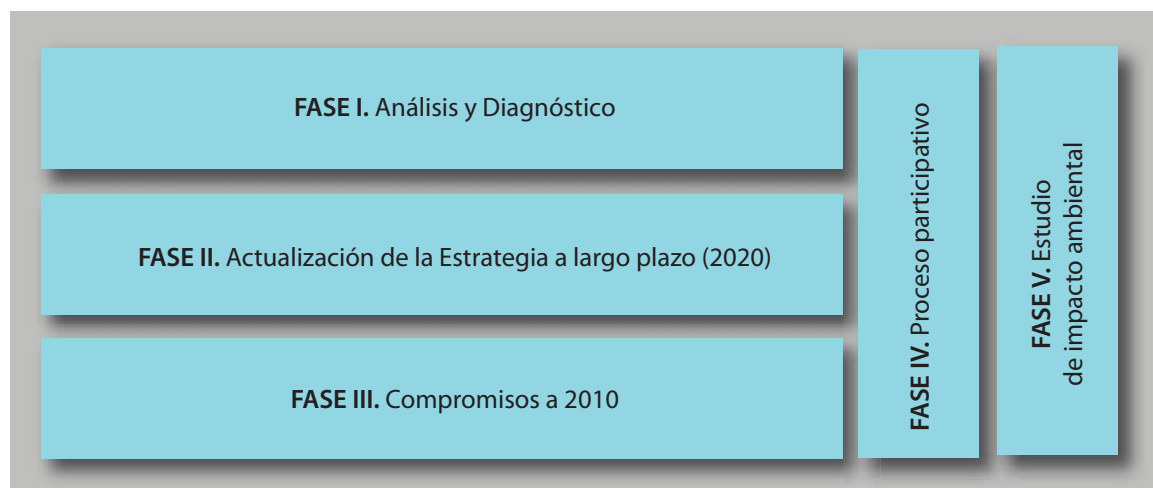 FASE I. Análisis y Diagnóstico
FASE II. Actualización de la Estrategia a largo plazo (2020)
FASE III. Compromisos a 2010
FASE IV. Proceso participativo
FASE V. Estudio
de impacto ambiental